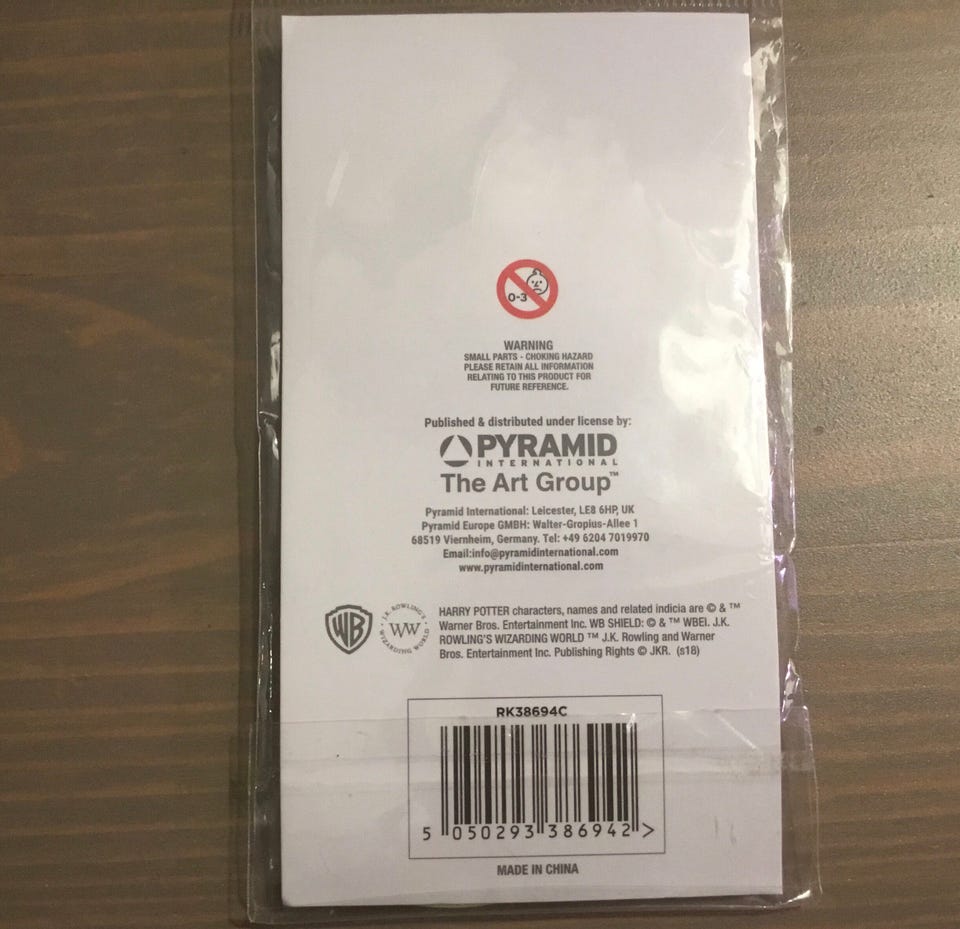 0-3
WARNING
SMALL PARTS - CHOKING HAZARD
PLEASE RETAIN ALL INFORMATION
RELATING TO THIS PRODUCT FOR
FUTURE REFERENCE.
Published & distributed under license by:
PYRAMID
INTERNATIONAL
The Art Group™
Pyramid International: Leicester, LE8 6HP, UK
Pyramid Europe GMBH: Walter-Gropius-Allee 1
68519 Viernheim, Germany. Tel: +49 6204 7019970
Email:info@pyramidinternational.com
www.pyramidinternational.com
WB
J.K. ROWLING'S
WW
WIZARDING WORLD
HARRY POTTER characters, names and related indicia are © & ™
Warner Bros. Entertainment Inc. WB SHIELD: © & ™ WBEI. J.K.
ROWLING'S WIZARDING WORLD ™ J.K. Rowling and Warner
Bros. Entertainment Inc. Publishing Rights © JKR. (s18)
RK38694C
5 050293 386942 >
MADE IN CHINA